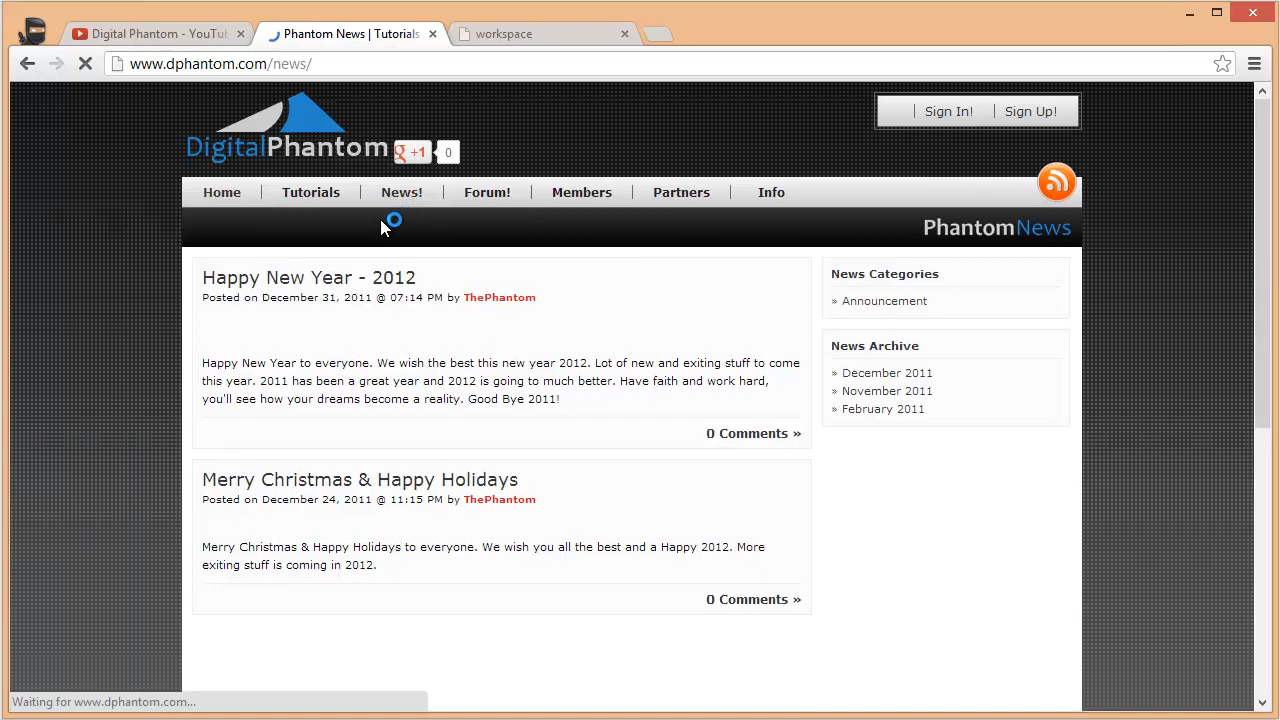 Digital Phantom - YouTu
Phantom News | Tutorials
workspace
www.dphantom.com/news/
DigitalPhantom
g +1
0
Sign In!
Sign Up!
Home
Tutorials
News!
Forum!
Members
Partners
Info
PhantomNews
Happy New Year - 2012
Posted on December 31, 2011 @ 07:14 PM by ThePhantom
Happy New Year to everyone. We wish the best this new year 2012. Lot of new and exiting stuff to come
this year. 2011 has been a great year and 2012 is going to much better. Have faith and work hard,
you'll see how your dreams become a reality. Good Bye 2011!
0 Comments »
Merry Christmas & Happy Holidays
Posted on December 24, 2011 @ 11:15 PM by ThePhantom
Merry Christmas & Happy Holidays to everyone. We wish you all the best and a Happy 2012. More
exiting stuff is coming in 2012.
0 Comments »
News Categories
» Announcement
News Archive
» December 2011
» November 2011
» February 2011
Waiting for www.dphantom.com...